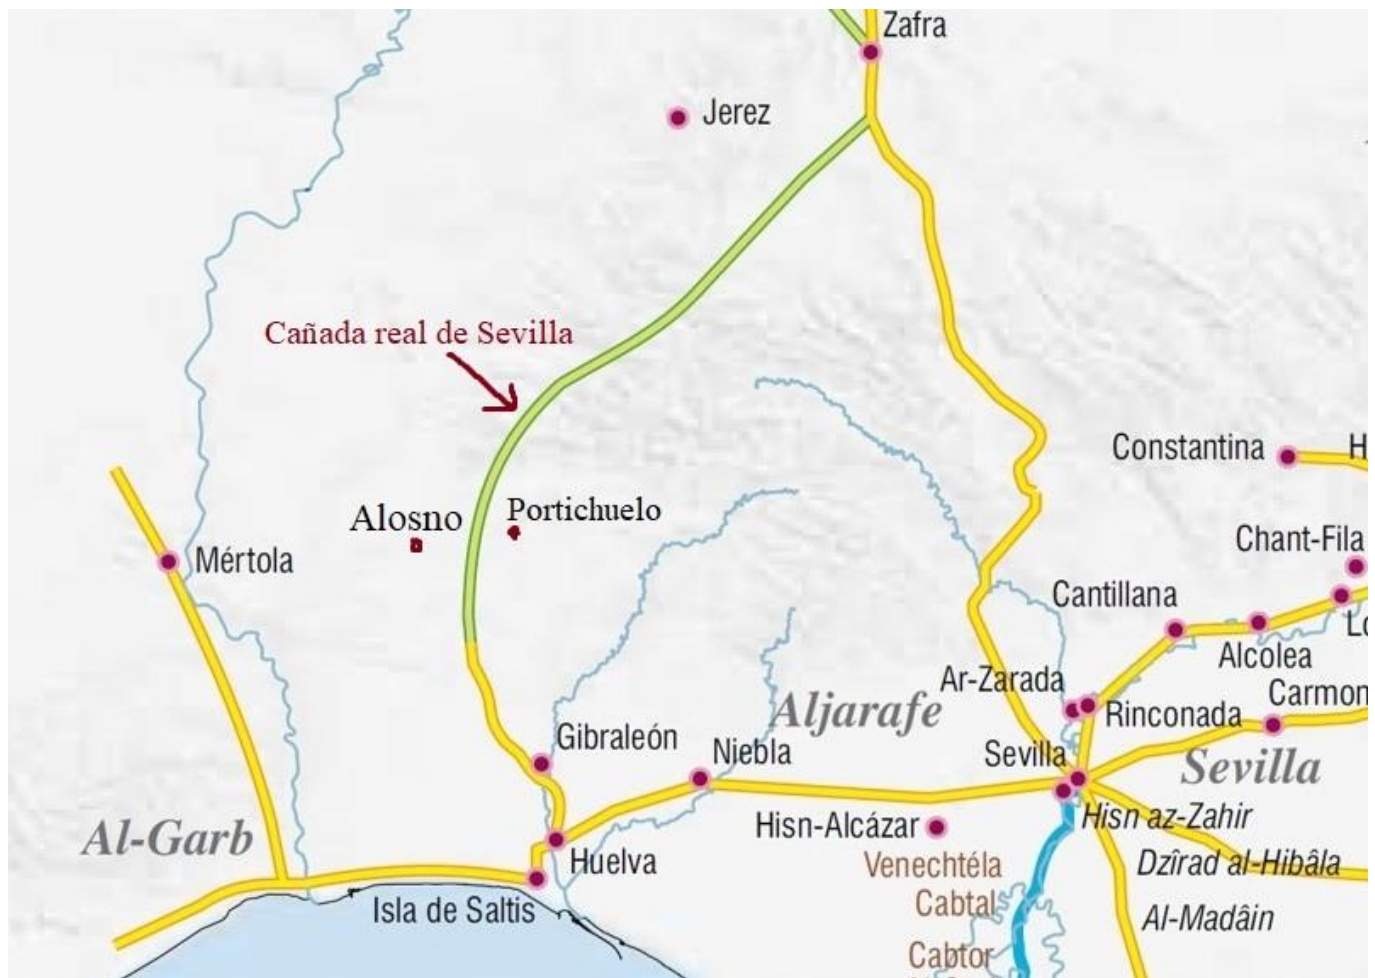 Zafra
Jerez
Cañada real de Sevilla
Constantina
H
Alosno
Portichuelo
Chant-Fila
Mértola
Cantillana
Lo
Alcolea
Ar-Zarada
Carmon
Aljarafe
Rinconada
Gibraleón
Niebla
Sevilla
Sevilla
Hisn az-Zahir
Hisn-Alcázar
Al-Garb
Huelva
Venechtéla
Dzîrad al-Hibâla
Cabtal
Isla de Saltis
Al-Madâin
Cabtor